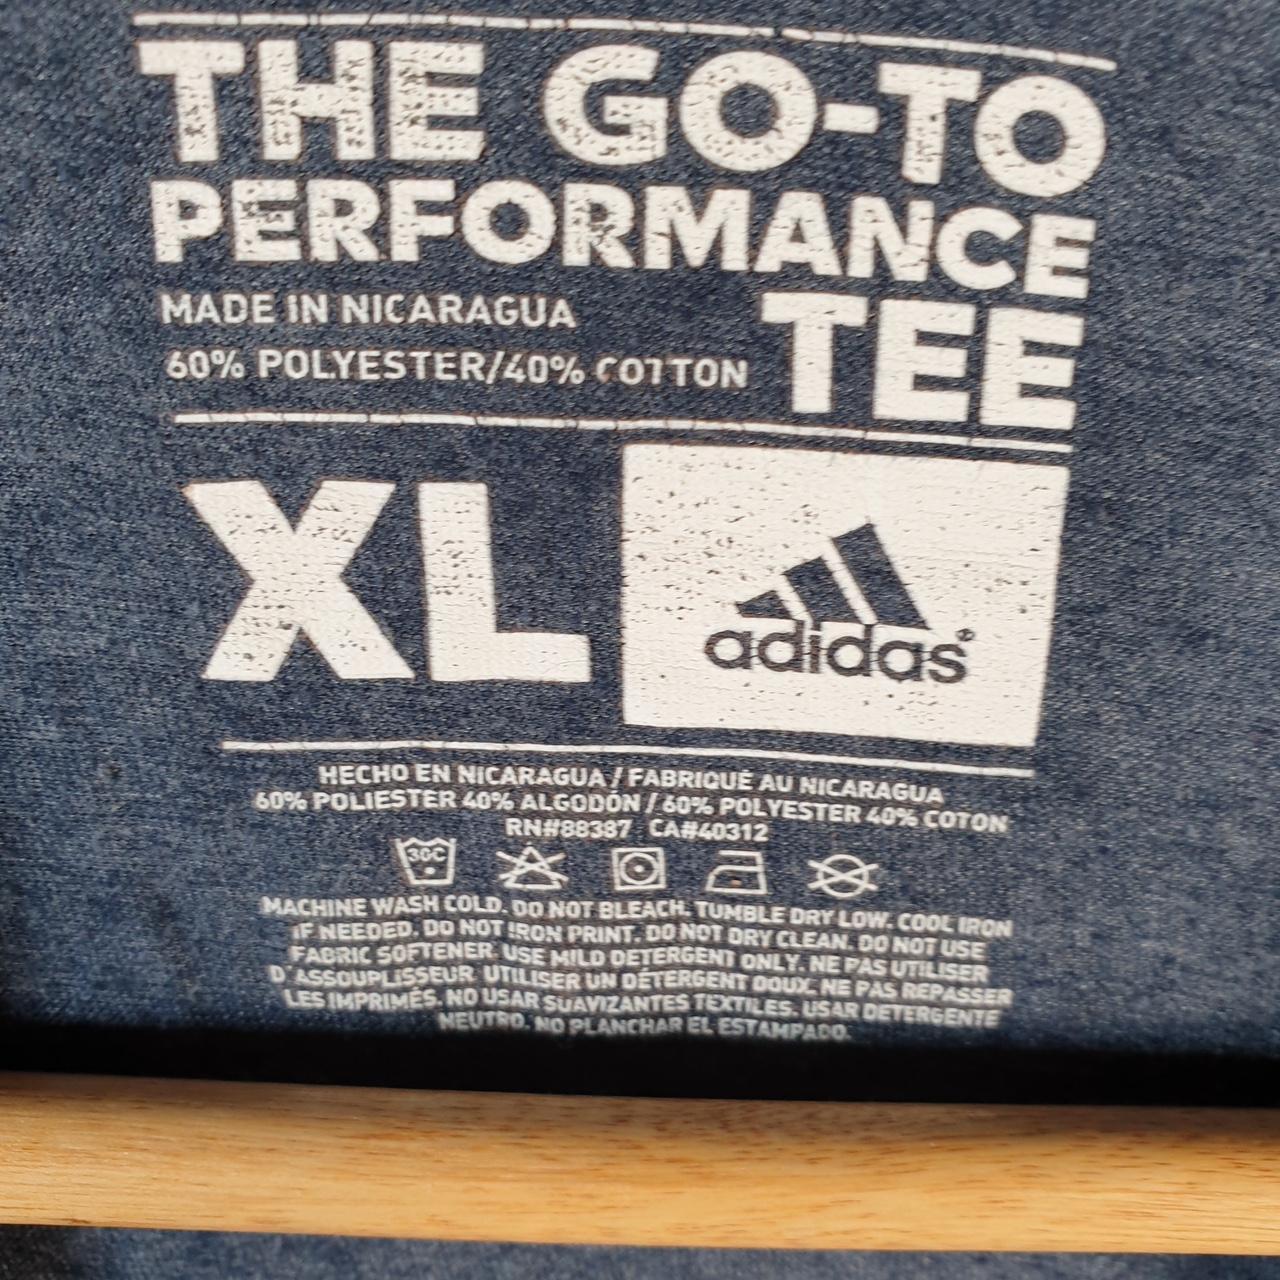 THE GO-TO
PERFORMANCE
MADE IN NICARAGUA
60% POLYESTER/40% COTTON
TEE
XL
adidas®
HECHO EN NICARAGUA / FABRIQUÉ AU NICARAGUA
60% POLIESTER 40% ALGODÓN / 60% POLYESTER 40% COTON
RN#88387 CA#40312
30C
MACHINE WASH COLD. DO NOT BLEACH. TUMBLE DRY LOW. COOL IRON
IF NEEDED. DO NOT IRON PRINT. DO NOT DRY CLEAN. DO NOT USE
FABRIC SOFTENER. USE MILD DETERGENT ONLY. NE PAS UTILISER
D'ASSOUPLISSEUR. UTILISER UN DÉTERGENT DOUX. NE PAS REPASSER
LES IMPRIMÉS. NO USAR SUAVIZANTES TEXTILES. USAR DETERGENTE
NEUTRO. NO PLANCHAR EL ESTAMPADO.